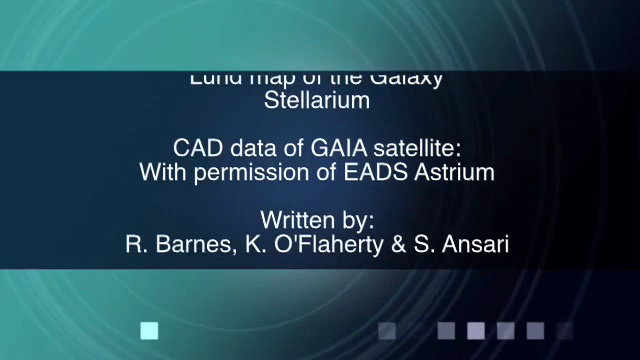 Lund map of the Galaxy
Stellarium
CAD data of GAIA satellite:
With permission of EADS Astrium
Written by:
R. Barnes, K. O'Flaherty & S. Ansari